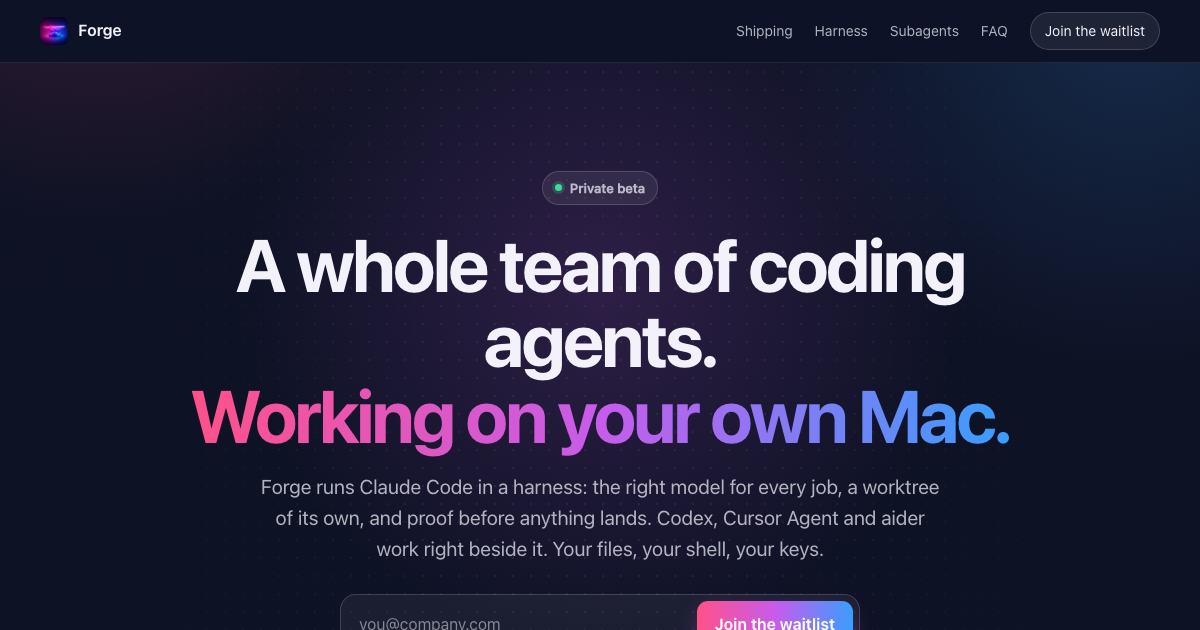 Forge
Shipping
Harness
Subagents
FAQ
Join the waitlist
Private beta
A whole team of coding
agents.
Working on your own Mac.
Forge runs Claude Code in a harness: the right model for every job, a worktree
of its own, and proof before anything lands. Codex, Cursor Agent and aider
work right beside it. Your files, your shell, your keys.
you@company.com
Join the waitlist